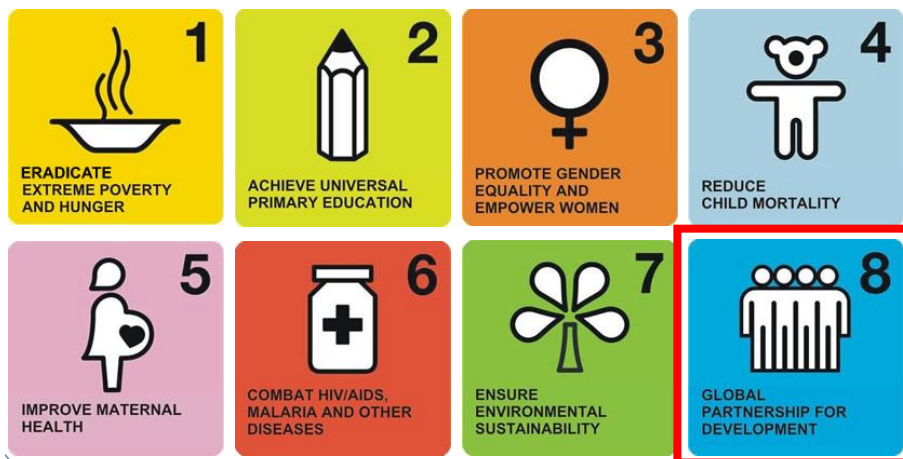 1
ERADICATE
EXTREME POVERTY
AND HUNGER
2
ACHIEVE UNIVERSAL
PRIMARY EDUCATION
3
PROMOTE GENDER
EQUALITY AND
EMPOWER WOMEN
4
REDUCE
CHILD MORTALITY
5
IMPROVE MATERNAL
HEALTH
6
COMBAT HIV/AIDS,
MALARIA AND OTHER
DISEASES
7
ENSURE
ENVIRONMENTAL
SUSTAINABILITY
8
GLOBAL
PARTNERSHIP FOR
DEVELOPMENT